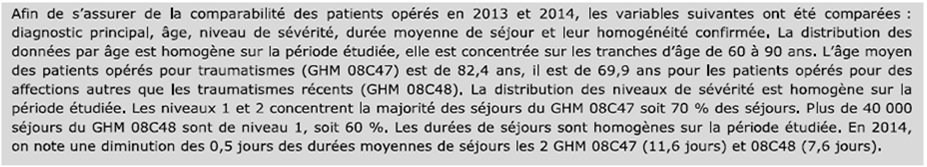 Afin de s'assurer de la comparabilité des patients opérés en 2013 et 2014, les variables suivantes ont été comparées :
diagnostic principal, âge, niveau de sévérité, durée moyenne de séjour et leur homogénéité confirmée. La distribution des
données par âge est homogène sur la période étudiée, elle est concentrée sur les tranches d'âge de 60 à 90 ans. L'âge moyen
des patients opérés pour traumatismes (GHM 08C47) est de 82,4 ans, il est de 69,9 ans pour les patients opérés pour des
affections autres que les traumatismes récents (GHM 08C48). La distribution des niveaux de sévérité est homogène sur la
période étudiée. Les niveaux 1 et 2 concentrent la majorité des séjours du GHM 08C47 soit 70 % des séjours. Plus de 40 000
séjours du GHM 08C48 sont de niveau 1, soit 60 %. Les durées de séjours sont homogènes sur la période étudiée. En 2014,
on note une diminution des 0,5 jours des durées moyennes de séjours les 2 GHM 08C47 (11,6 jours) et 08C48 (7,6 jours).